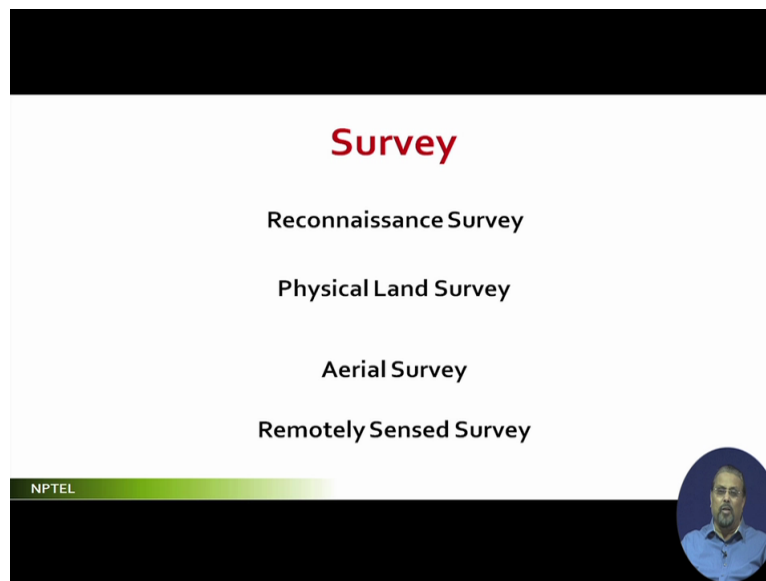 Survey
Reconnaissance Survey
Physical Land Survey
Aerial Survey
Remotely Sensed Survey
NPTEL